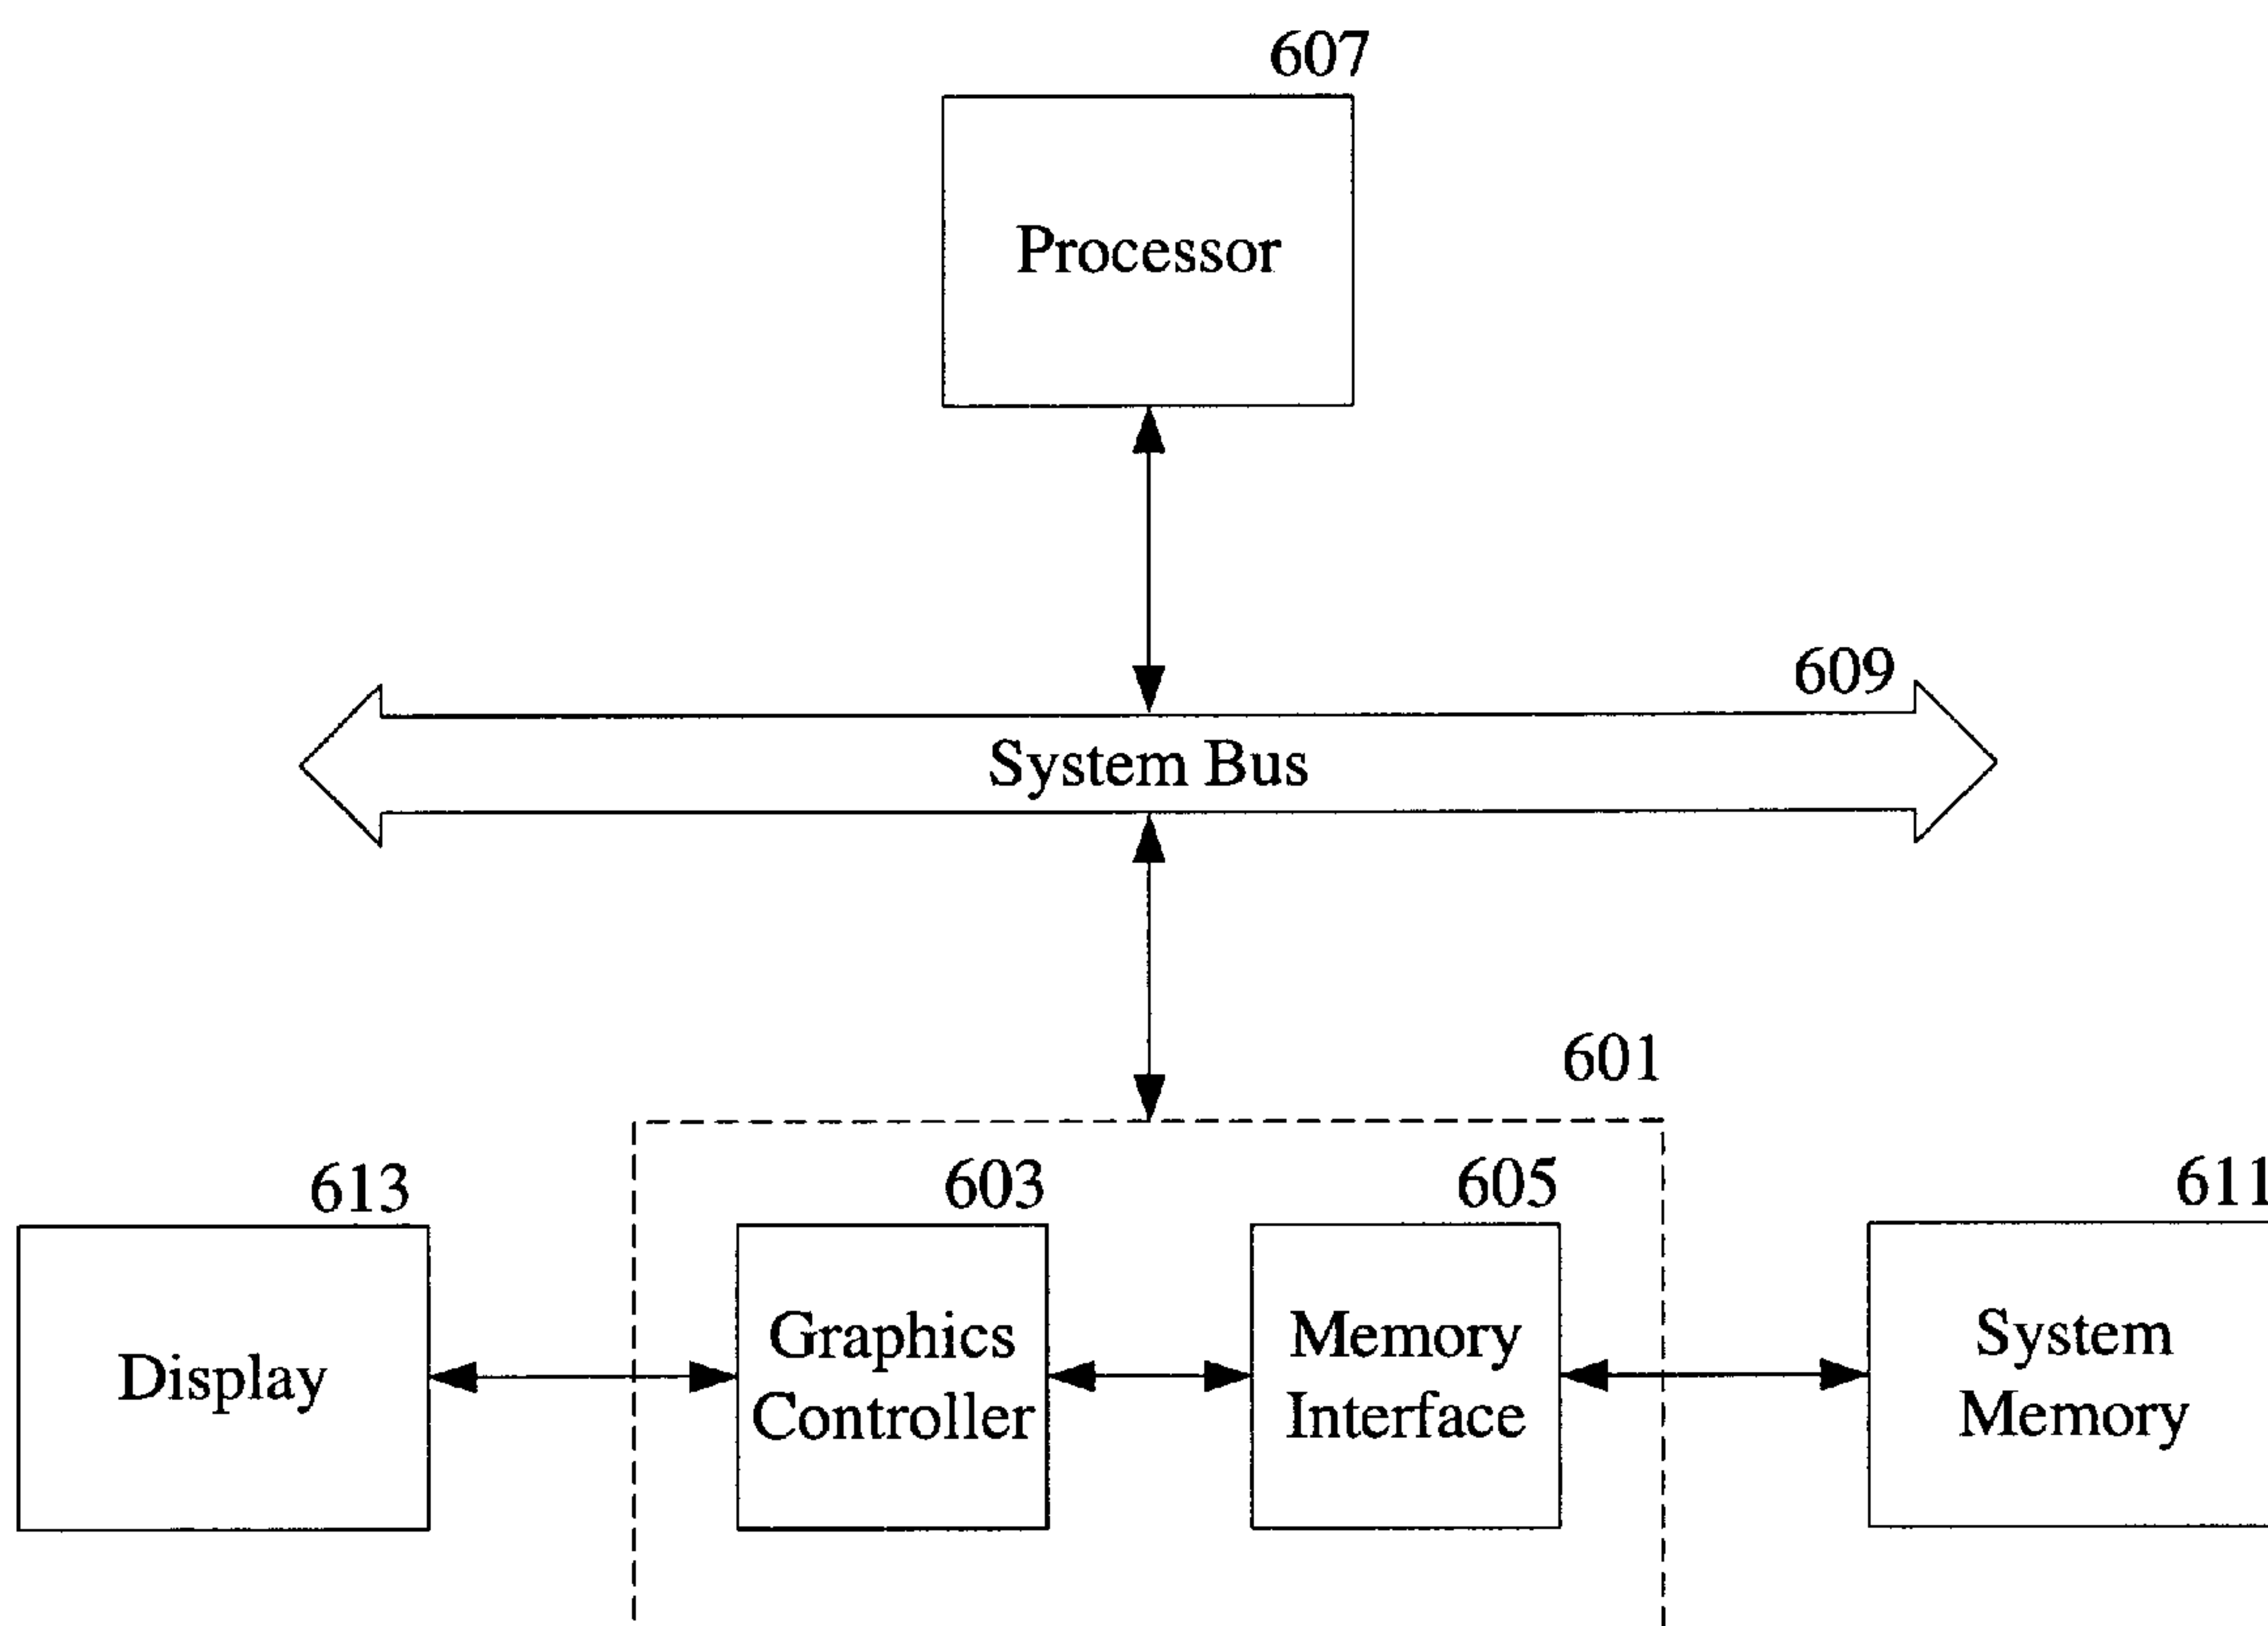 607
Processor
609
System Bus
601
613
603
605
611
Display
Graphics
Controller
Memory
Interface
System
Memory